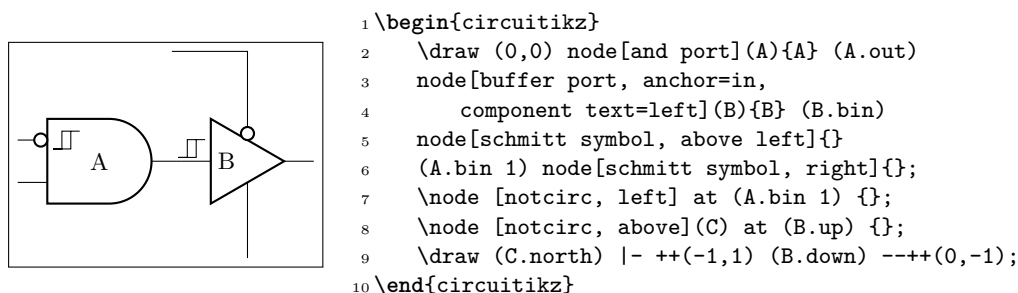 A
B
1 \begin{circuitikz}
2 \draw (0,0) node[and port](A){A} (A.out)
3 node[buffer port, anchor=in,
4 component text=left](B){B} (B.bin)
5 node[schmitt symbol, above left]{}
6 (A.bin 1) node[schmitt symbol, right]{};
7 \node [notcirc, left] at (A.bin 1) {};
8 \node [notcirc, above](C) at (B.up) {};
9 \draw (C.north) |- ++(-1,1) (B.down) --++(0,-1);
10 \end{circuitikz}